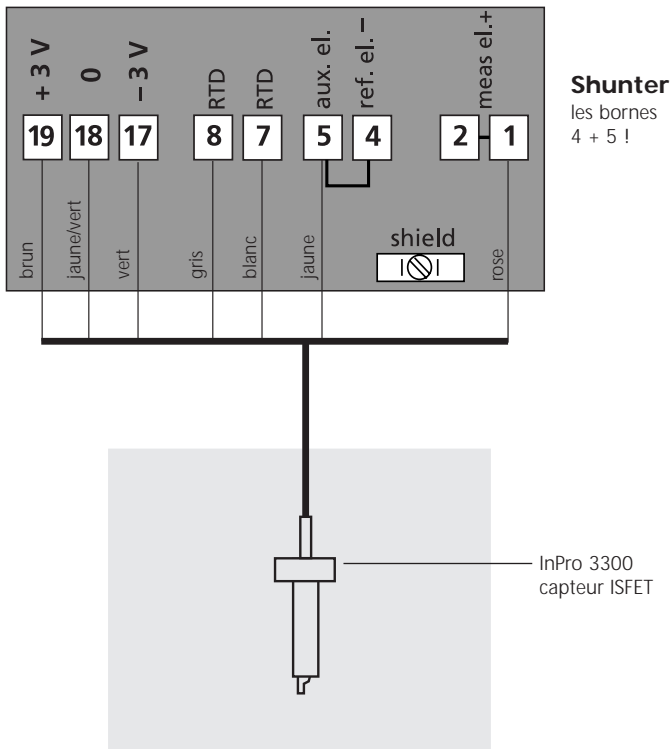 + 3 V
0
– 3 V
RTD
RTD
aux. el.
ref. el. –
meas el.+
19
18
17
8
7
5
4
2
1
Shunter
les bornes
4 + 5 !
brun
jaune/vert
vert
gris
blanc
jaune
shield
rose
InPro 3300
capteur ISFET